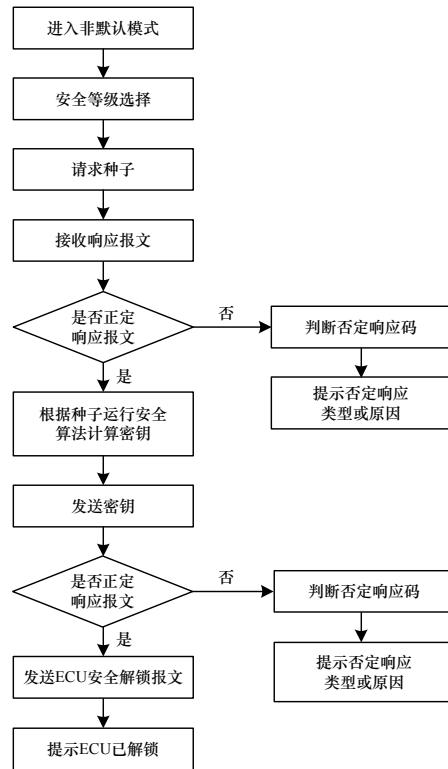 进入非默认模式
安全等级选择
请求种子
接收响应报文
是否正定
响应报文
否
判断否定响应码
提示否定响应
类型或原因
是
根据种子运行安全
算法计算密钥
发送密钥
是否正定
响应报文
否
判断否定响应码
提示否定响应
类型或原因
是
发送ECU安全解锁报文
提示ECU已解锁